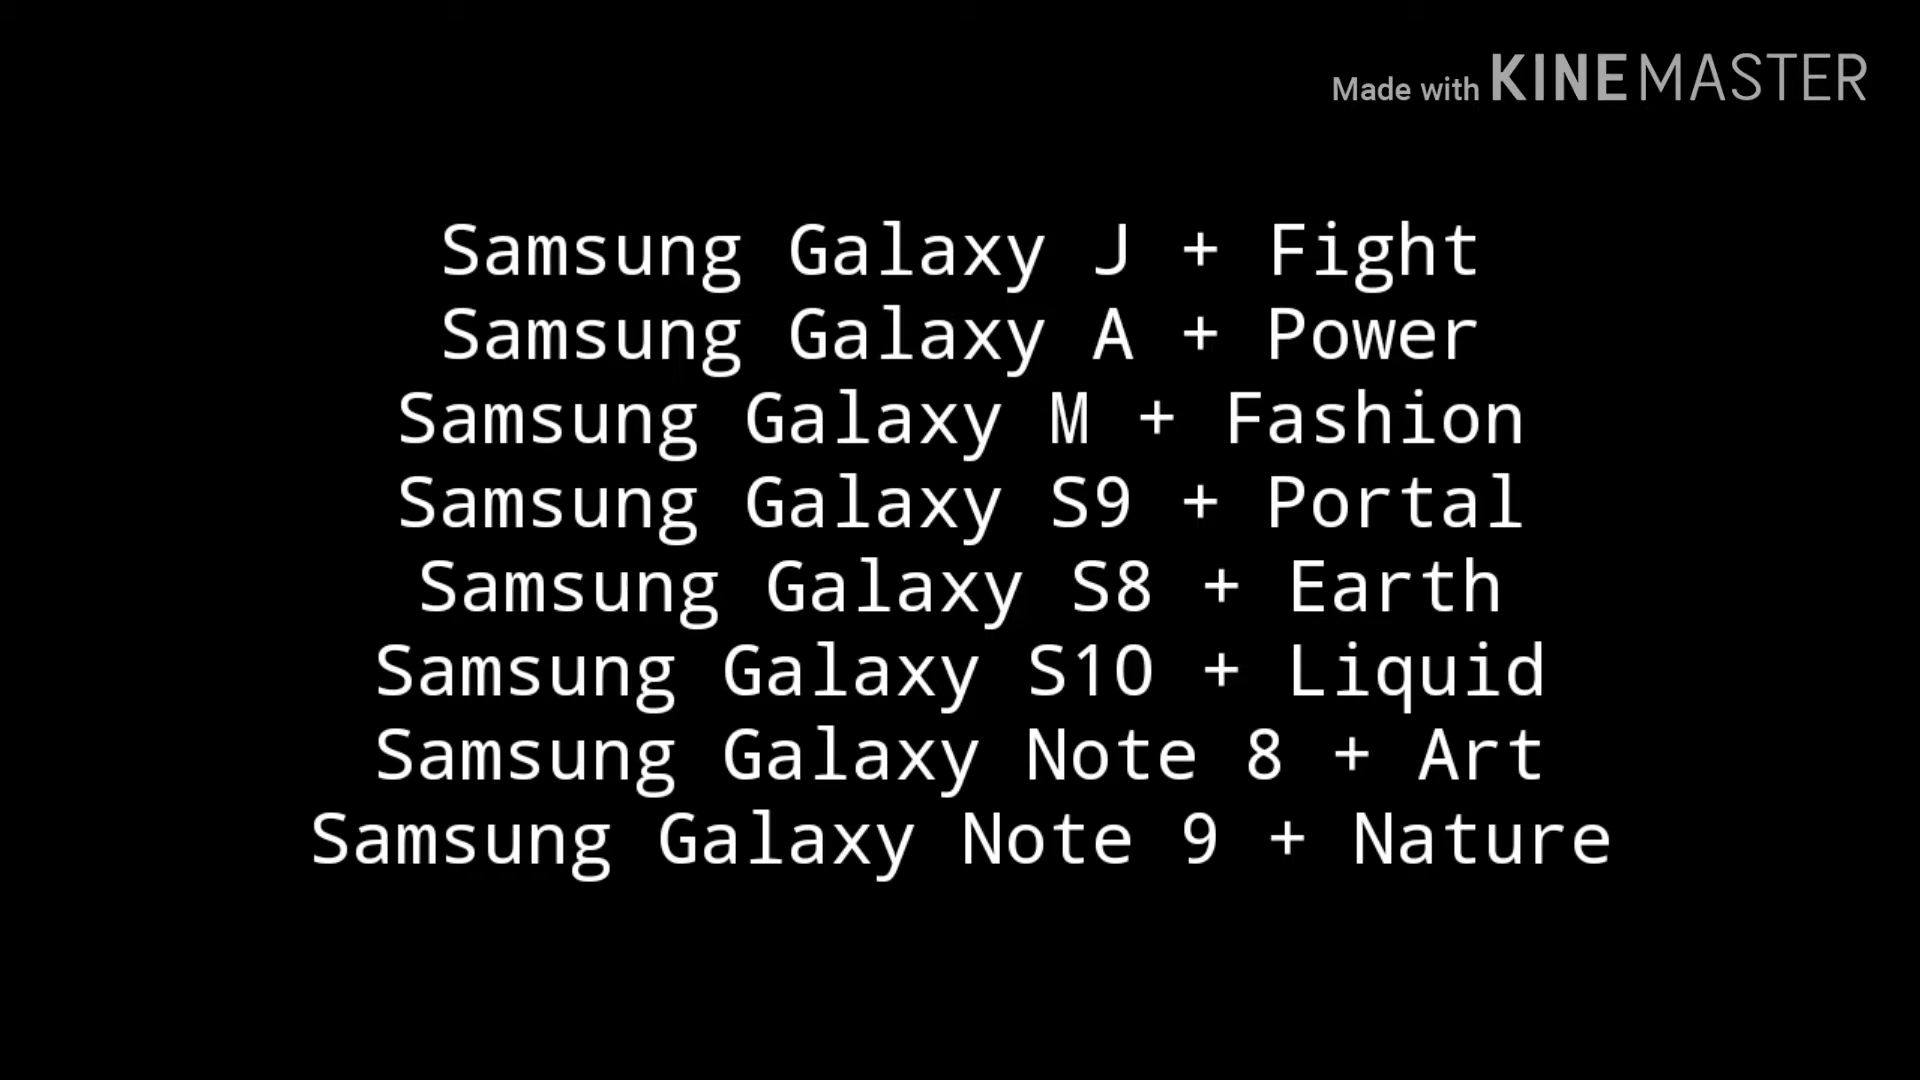 Made with KINEMASTER
Samsung Galaxy J + Fight
Samsung Galaxy A + Power
Samsung Galaxy M + Fashion
Samsung Galaxy S9 + Portal
Samsung Galaxy S8 + Earth
Samsung Galaxy S10 + Liquid
Samsung Galaxy Note 8 + Art
Samsung Galaxy Note 9 + Nature